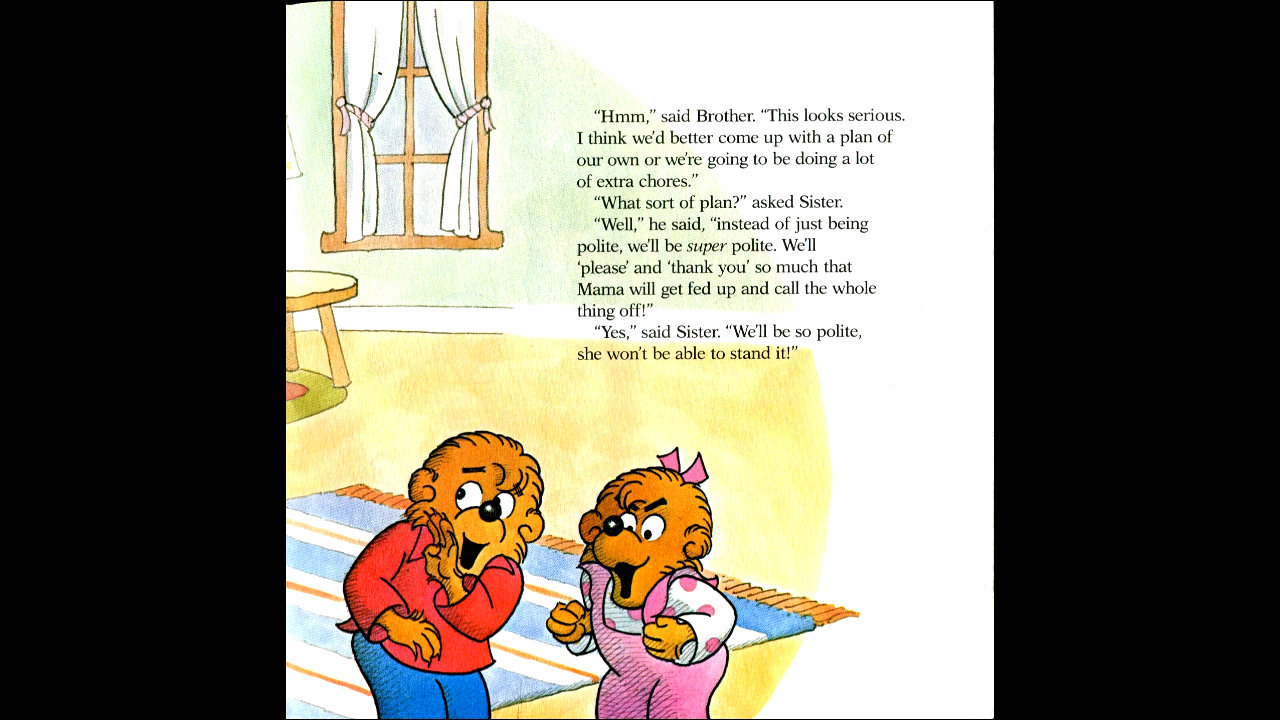 “Hmm,” said Brother. “This looks serious.
I think we’d better come up with a plan of
our own or we’re going to be doing a lot
of extra chores.”
“What sort of plan?” asked Sister.
“Well,” he said, “instead of just being
polite, we’ll be super polite. We’ll
‘please’ and ‘thank you’ so much that
Mama will get fed up and call the whole
thing off!”
“Yes,” said Sister. “We’ll be so polite,
she won’t be able to stand it!”